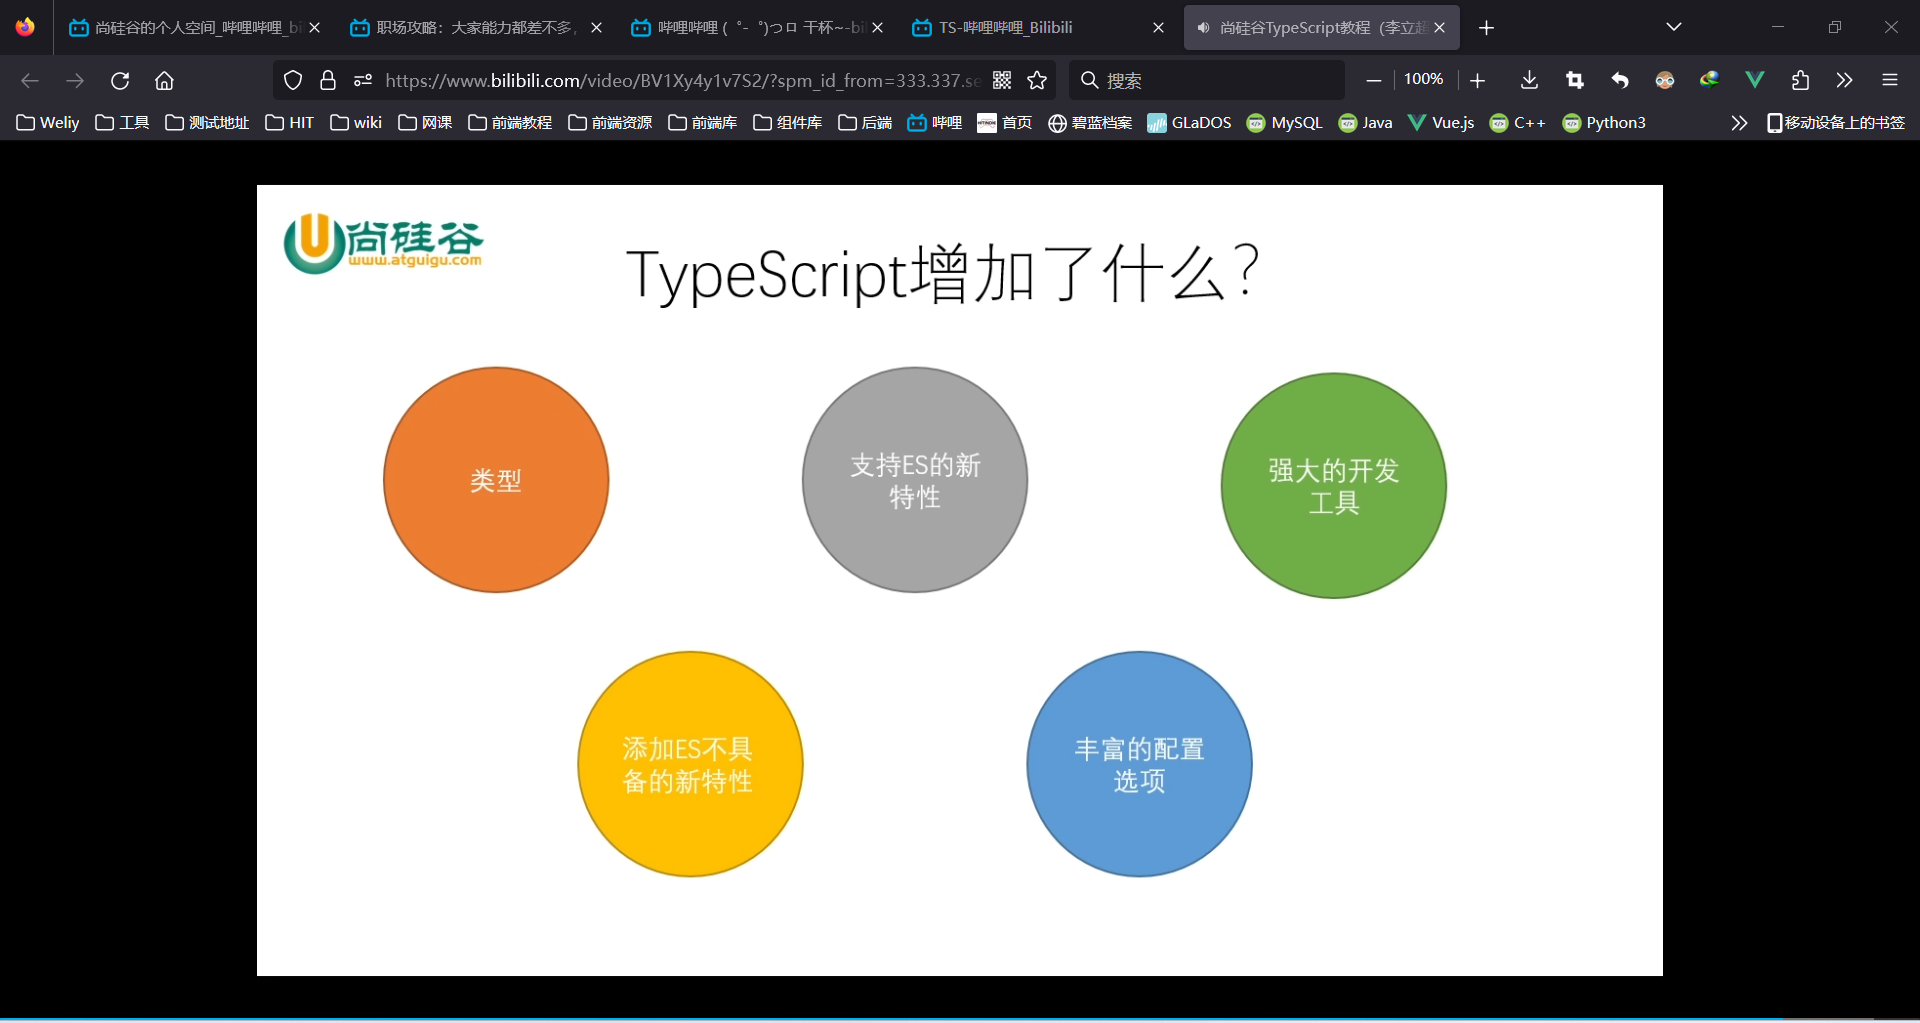 尚硅谷的个人空间_哔哩哔哩_bi
职场攻略：大家能力都差不多，
哔哩哔哩 (゜-゜)つロ 干杯~-bil
TS-哔哩哔哩_Bilibili
尚硅谷TypeScript教程（李立超
https://www.bilibili.com/video/BV1Xy4y1v7S2/?spm_id_from=333.337.se
搜索
100%
Weliy
工具
测试地址
HIT
wiki
网课
前端教程
前端资源
前端库
组件库
后端
哔哩
首页
碧蓝档案
GLaDOS
MySQL
Java
Vue.js
C++
Python3
移动设备上的书签
尚硅谷
www.atguigu.com
TypeScript增加了什么？
类型
支持ES的新
特性
强大的开发
工具
添加ES不具
备的新特性
丰富的配置
选项